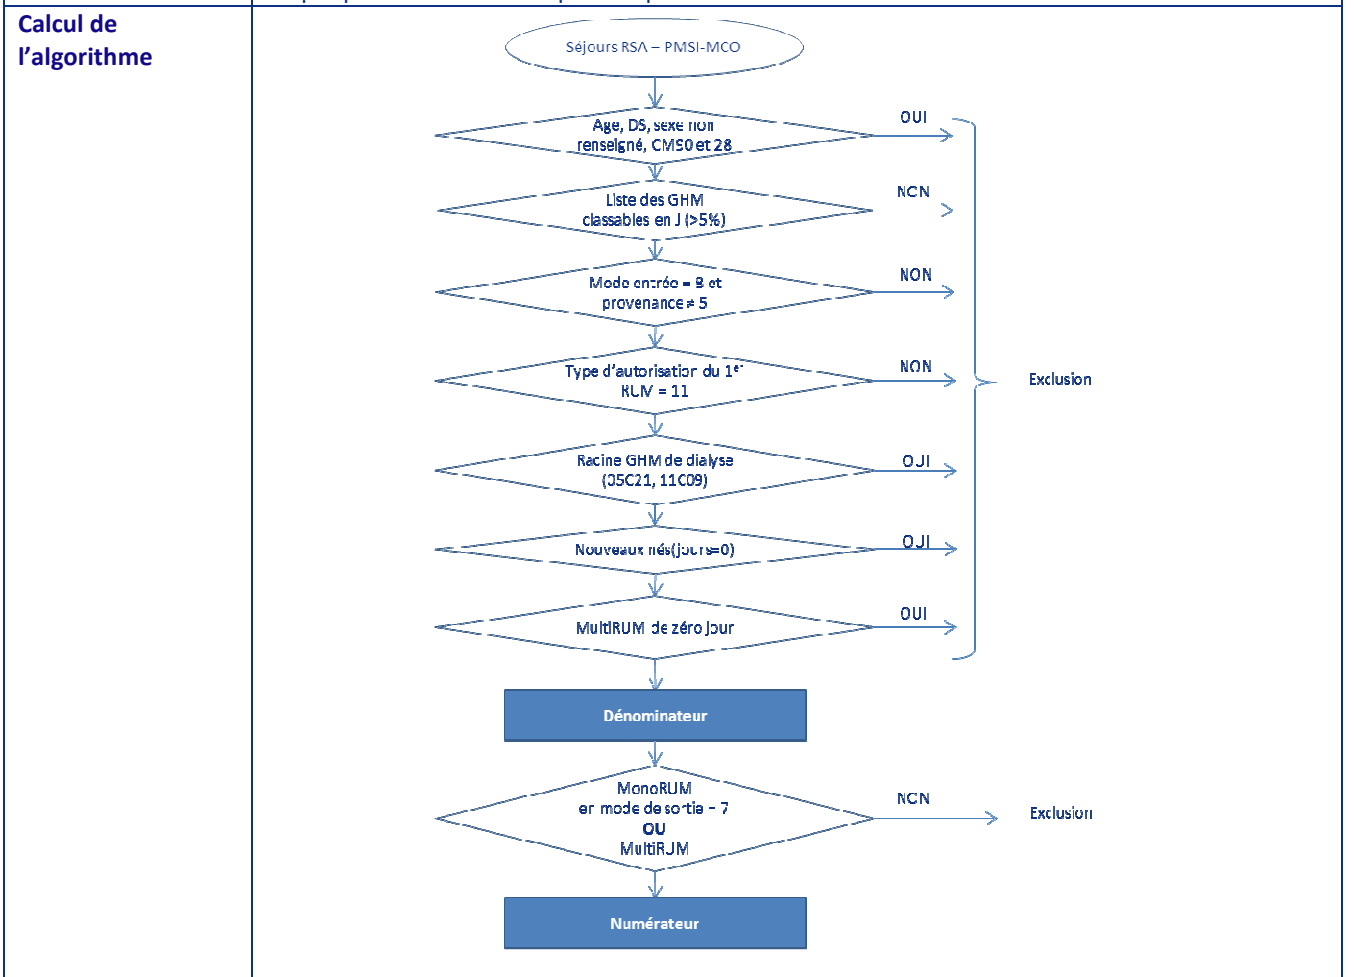 Calcul de
l'algorithme
Séjours RSA – PMSI-MCO
Age, DS, sexe non
renseigné, CM90 et 28
OUI
Liste des GHM
classables en J (>5%)
NON
Mode entrée = 8 et
provenance ≠ 5
NON
Type d'autorisation du 1er
RUM = 11
NON
Exclusion
Racine GHM de dialyse
(05C21, 11C09)
OUI
Nouveaux nés(jours=0)
OUI
MultiRUM de zéro jour
OUI
Dénominateur
MonoRUM
en mode de sortie = 7
OU
MultiRUM
NON
Exclusion
Numérateur